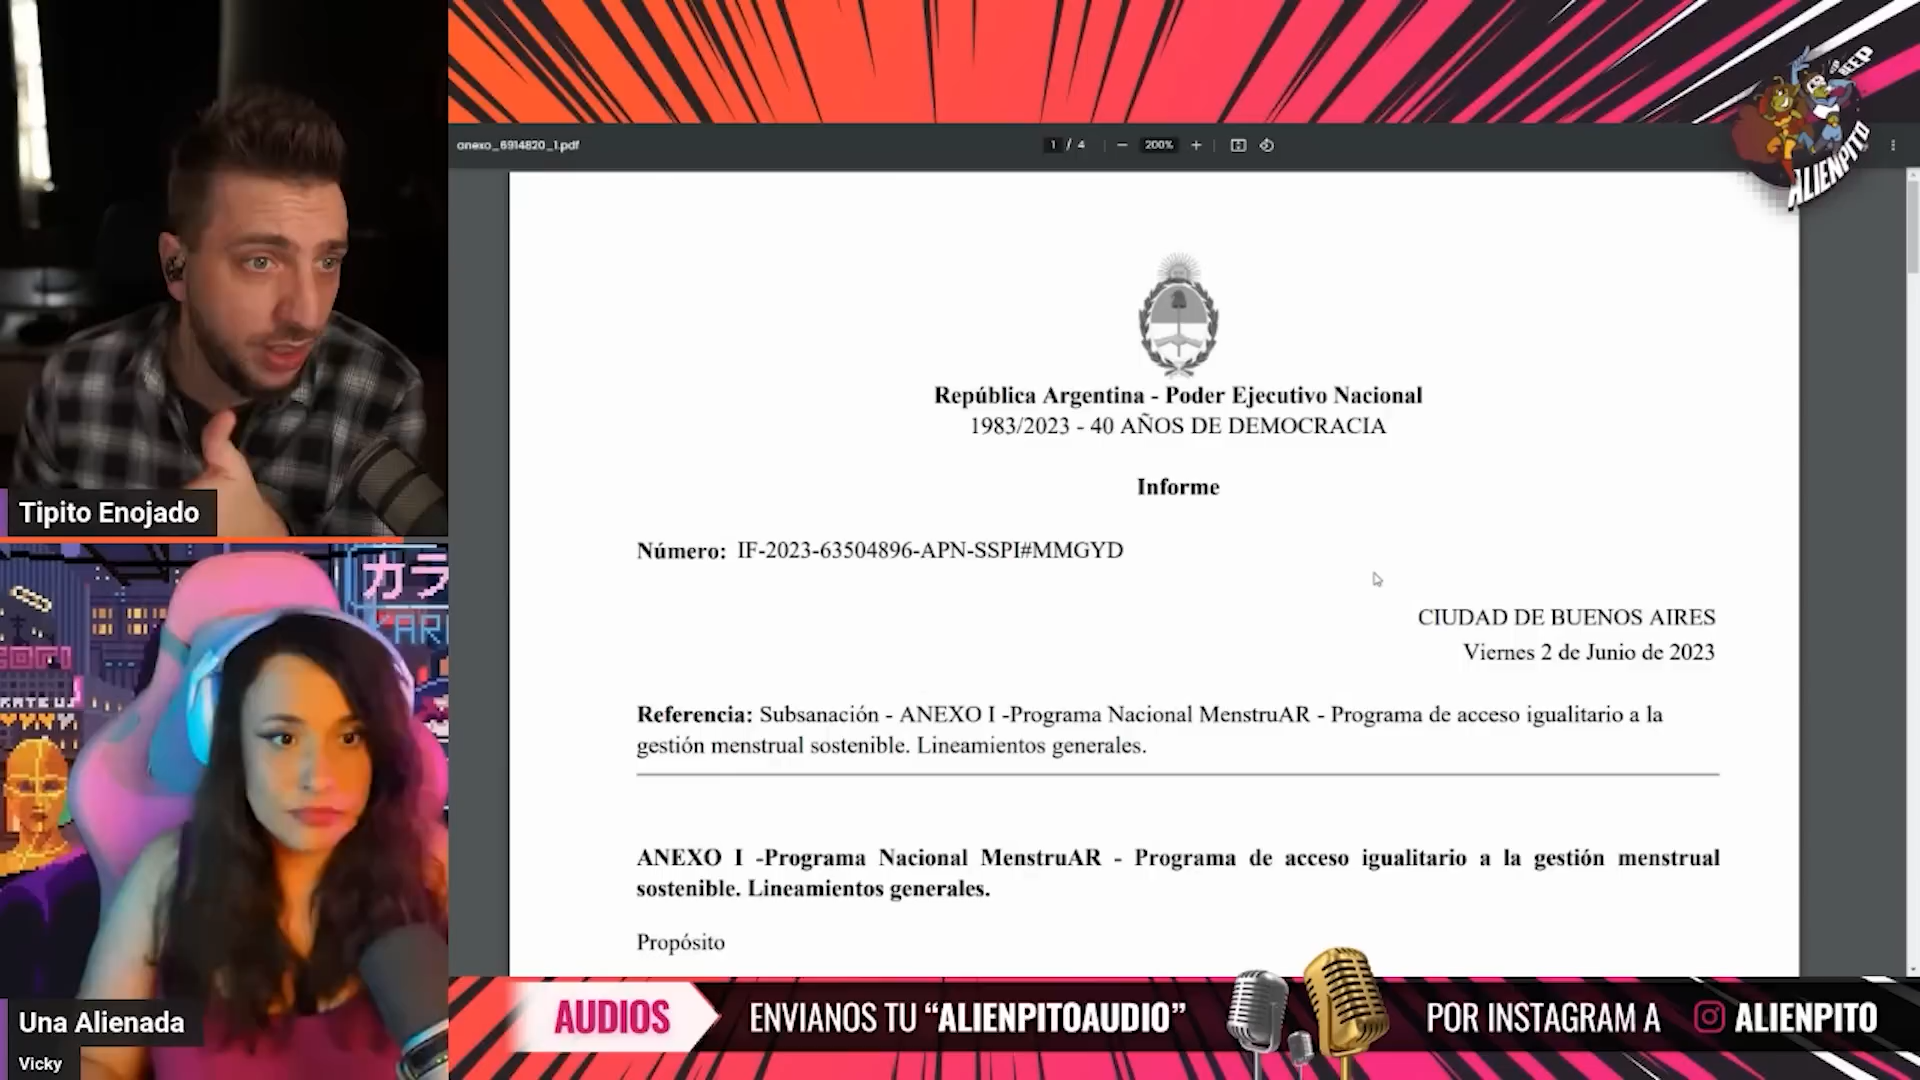 Tipito Enojado
カラ
KARI
Una Alienada
Vicky
BEEP
ALIENPITO
anexo_6914820_1.pdf
1 / 4
200%
República Argentina - Poder Ejecutivo Nacional
1983/2023 - 40 AÑOS DE DEMOCRACIA
Informe
Número: IF-2023-63504896-APN-SSPI#MMGYD
CIUDAD DE BUENOS AIRES
Viernes 2 de Junio de 2023
Referencia: Subsanación - ANEXO I -Programa Nacional MenstruAR - Programa de acceso igualitario a la
gestión menstrual sostenible. Lineamientos generales.
ANEXO I -Programa Nacional MenstruAR - Programa de acceso igualitario a la gestión menstrual
sostenible. Lineamientos generales.
Propósito
AUDIOS
ENVIANOS TU “ALIENPITOAUDIO”
POR INSTAGRAM A
ALIENPITO